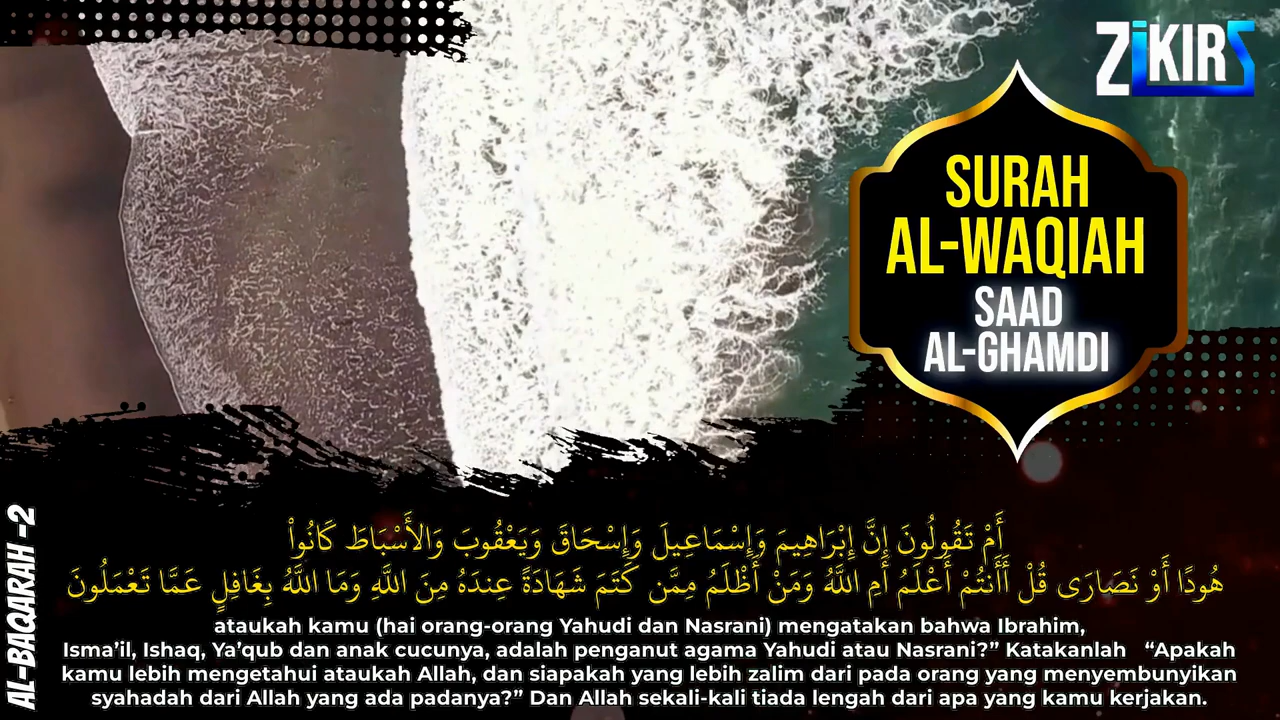 ZiKIRS
SURAH
AL-WAQIAH
SAAD
AL-GHAMDI
AL-BAQARAH -2
أَمْ تَقُولُونَ إِنَّ إِبْرَاهِيمَ وَإِسْمَاعِيلَ وَإِسْحَاقَ وَيَعْقُوبَ وَالأَسْبَاطَ كَانُواْ
هُودًا أَوْ نَصَارَى قُلْ أَأَنتُمْ أَعْلَمُ أَمِ اللَّهُ وَمَنْ أَظْلَمُ مِمَّن كَتَمَ شَهَادَةً عِندَهُ مِنَ اللَّهِ وَمَا اللَّهُ بِغَافِلٍ عَمَّا تَعْمَلُونَ
ataukah kamu (hai orang-orang Yahudi dan Nasrani) mengatakan bahwa Ibrahim,
Isma’il, Ishaq, Ya’qub dan anak cucunya, adalah penganut agama Yahudi atau Nasrani?” Katakanlah “Apakah
kamu lebih mengetahui ataukah Allah, dan siapakah yang lebih zalim dari pada orang yang menyembunyikan
syahadah dari Allah yang ada padanya?” Dan Allah sekali-kali tiada lengah dari apa yang kamu kerjakan.